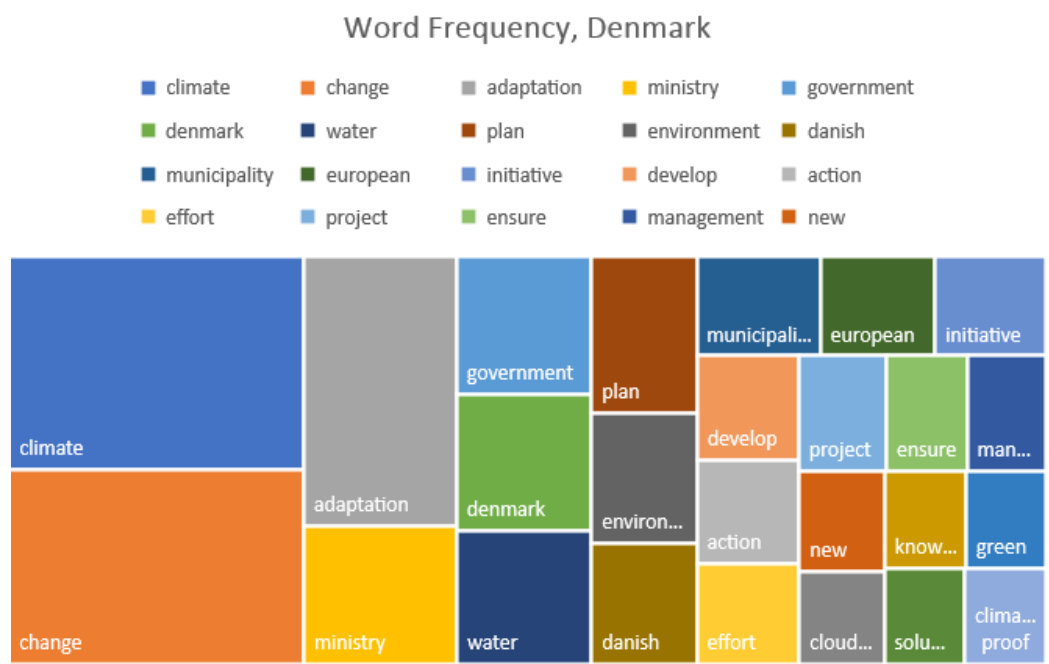 Word Frequency, Denmark
climate change adaptation ministry government
denmark water plan environment danish
municipality european initiative develop action
effort project ensure management new
climate
change
adaptation
ministry
government
denmark
water
plan
environ...
danish
municipali...
european
initiative
develop
action
effort
project
ensure
man...
new
know...
green
cloud...
solu...
clima...
proof